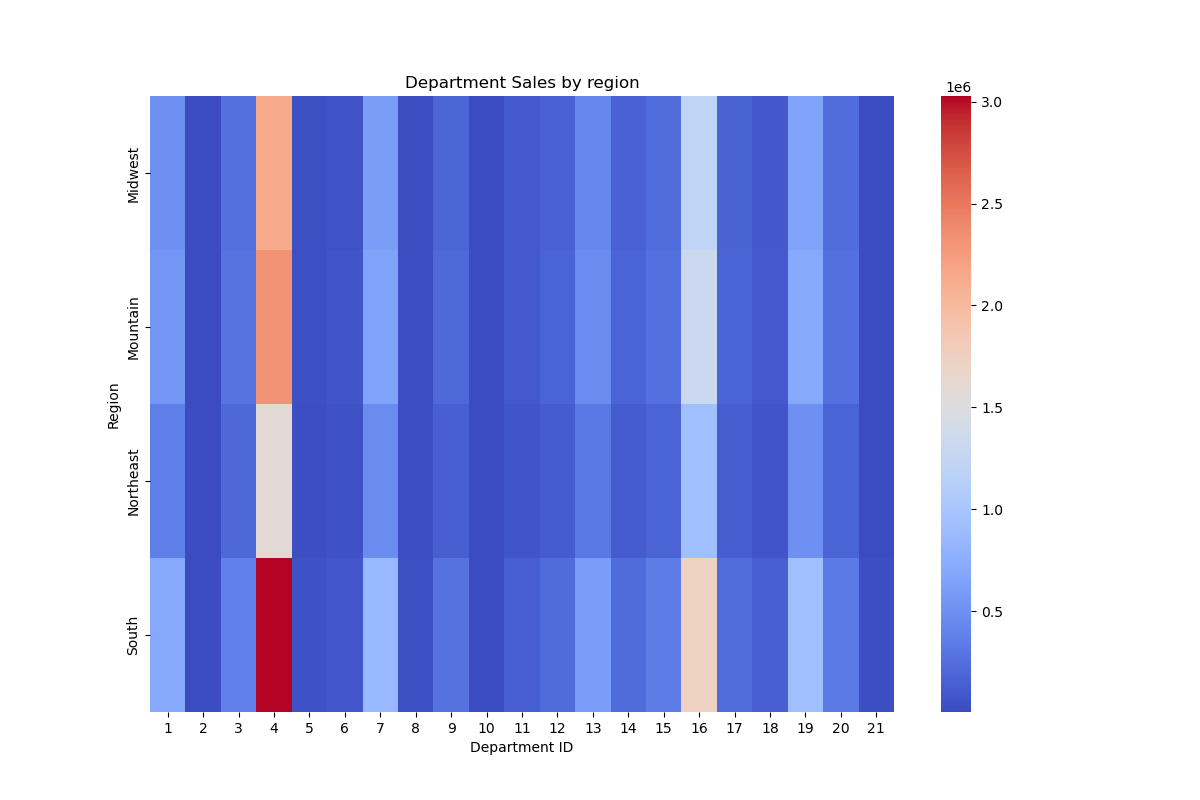 Department Sales by region
1e6
3.0
2.5
2.0
1.5
1.0
0.5
Region
Midwest
Mountain
Northeast
South
1 2 3 4 5 6 7 8 9 10 11 12 13 14 15 16 17 18 19 20 21
Department ID